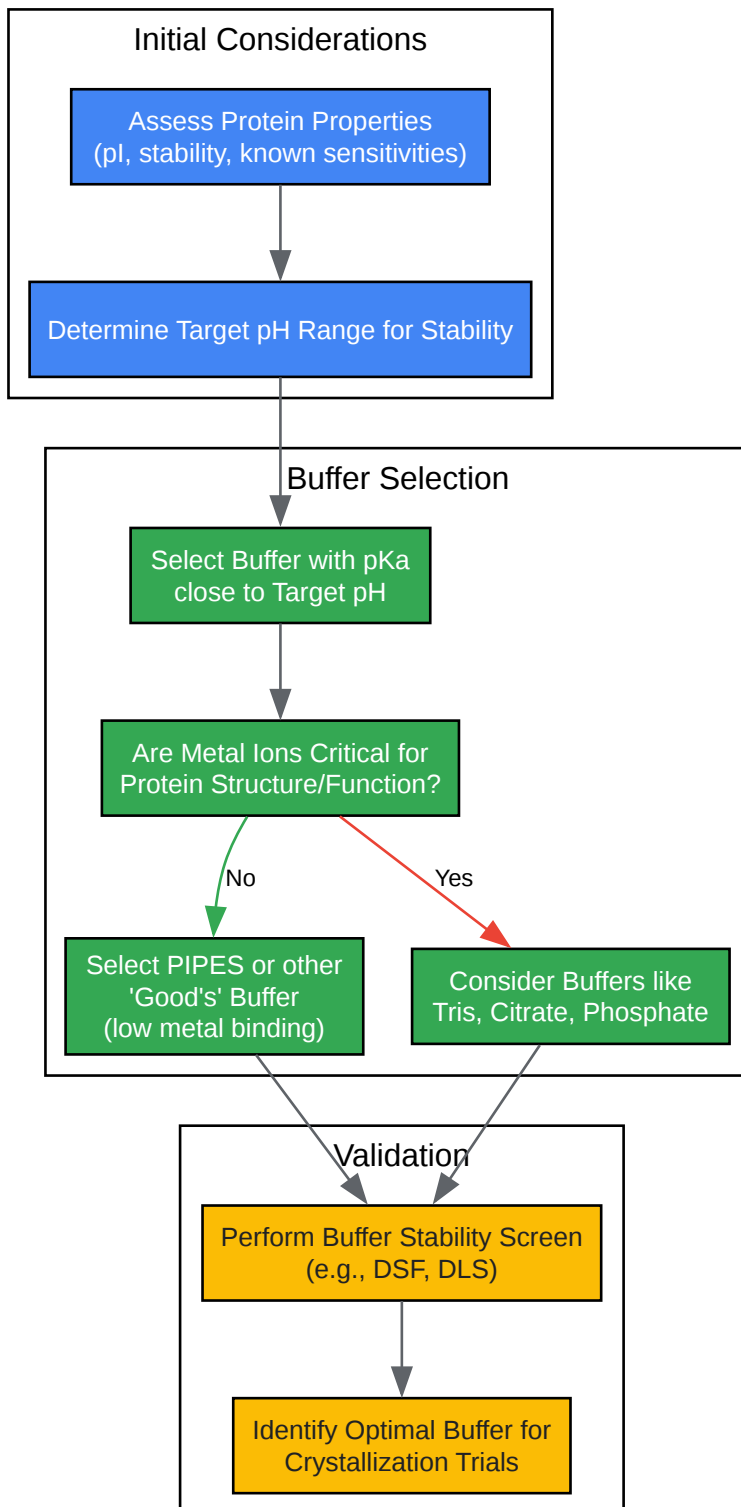 Initial Considerations
Assess Protein Properties
(pI, stability, known sensitivities)
Determine Target pH Range for Stability
Buffer Selection
Select Buffer with pKa
close to Target pH
Are Metal Ions Critical for
Protein Structure/Function?
No
Yes
Select PIPES or other
'Good's' Buffer
(low metal binding)
Consider Buffers like
Tris, Citrate, Phosphate
Validation
Perform Buffer Stability Screen
(e.g., DSF, DLS)
Identify Optimal Buffer for
Crystallization Trials